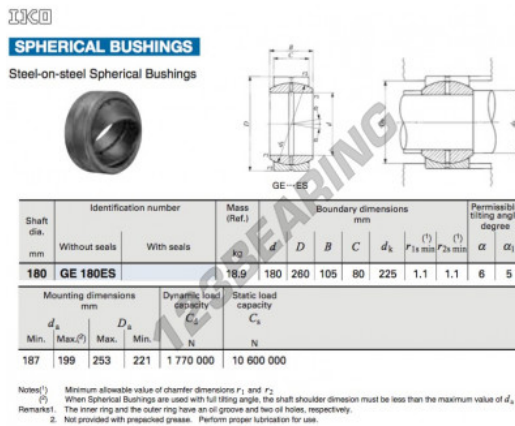 IKO
SPHERICAL BUSHINGS
Steel-on-steel Spherical Bushings
B
C
D
d
dk
GE…ES
da
Da
Shaft dia. mm
Identification number
Without seals
With seals
Mass (Ref.) kg
Boundary dimensions mm
d D B C dk r1s min(1) r2s min(1)
Permissible tilting angle degree
α α1
180 GE 180ES 18.9 180 260 105 80 225 1.1 1.1 6 5
Mounting dimensions mm
da Da
Min. Max.(2) Max. Min.
Dynamic load capacity Cd N
Static load capacity Cs N
187 199 253 221 1 770 000 10 600 000
123BEARING
Notes(1) Minimum allowable value of chamfer dimensions r1 and r2
(2) When Spherical Bushings are used with full tilting angle, the shaft shoulder dimesion must be less than the maximum value of da
Remarks1. The inner ring and the outer ring have an oil groove and two oil holes, respectively.
2. Not provided with prepacked grease. Perform proper lubrication for use.